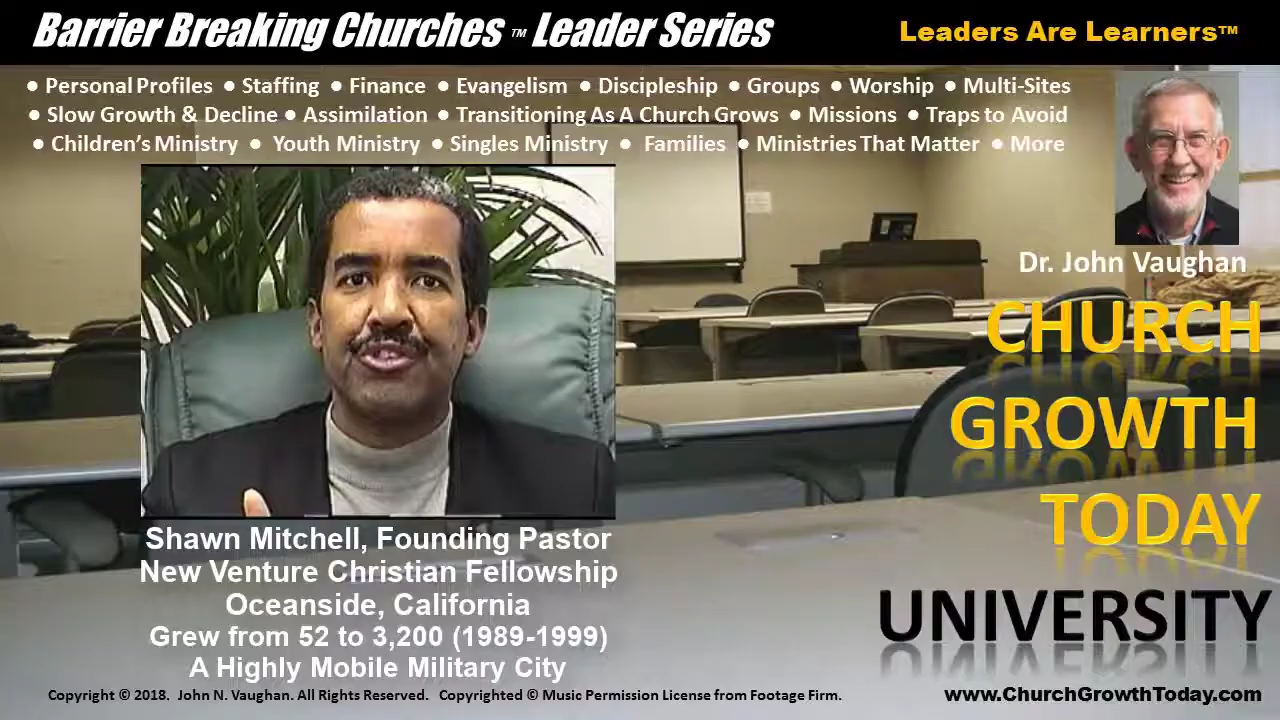 Barrier Breaking Churches ™ Leader Series
Leaders Are Learners™
● Personal Profiles ● Staffing ● Finance ● Evangelism ● Discipleship ● Groups ● Worship ● Multi-Sites
● Slow Growth & Decline ● Assimilation ● Transitioning As A Church Grows ● Missions ● Traps to Avoid
● Children’s Ministry ● Youth Ministry ● Singles Ministry ● Families ● Ministries That Matter ● More
Dr. John Vaughan
CHURCH
GROWTH
TODAY
UNIVERSITY
Shawn Mitchell, Founding Pastor
New Venture Christian Fellowship
Oceanside, California
Grew from 52 to 3,200 (1989-1999)
A Highly Mobile Military City
Copyright © 2018. John N. Vaughan. All Rights Reserved. Copyrighted © Music Permission License from Footage Firm.
www.ChurchGrowthToday.com